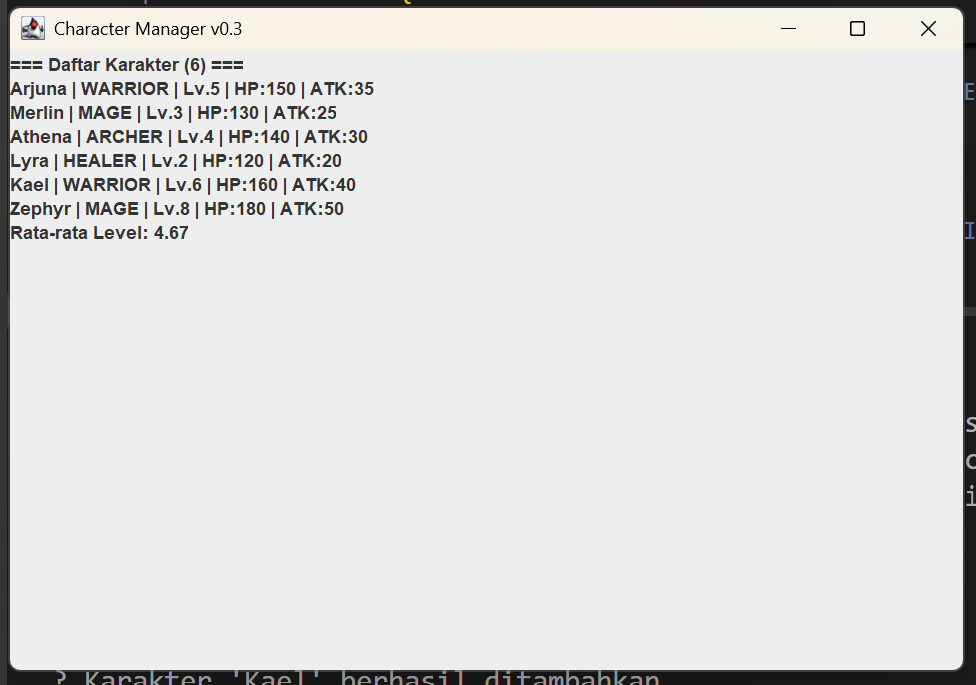 Character Manager v0.3
=== Daftar Karakter (6) ===
Arjuna | WARRIOR | Lv.5 | HP:150 | ATK:35
Merlin | MAGE | Lv.3 | HP:130 | ATK:25
Athena | ARCHER | Lv.4 | HP:140 | ATK:30
Lyra | HEALER | Lv.2 | HP:120 | ATK:20
Kael | WARRIOR | Lv.6 | HP:160 | ATK:40
Zephyr | MAGE | Lv.8 | HP:180 | ATK:50
Rata-rata Level: 4.67
? Karakter 'Kael' berhasil ditambahkan